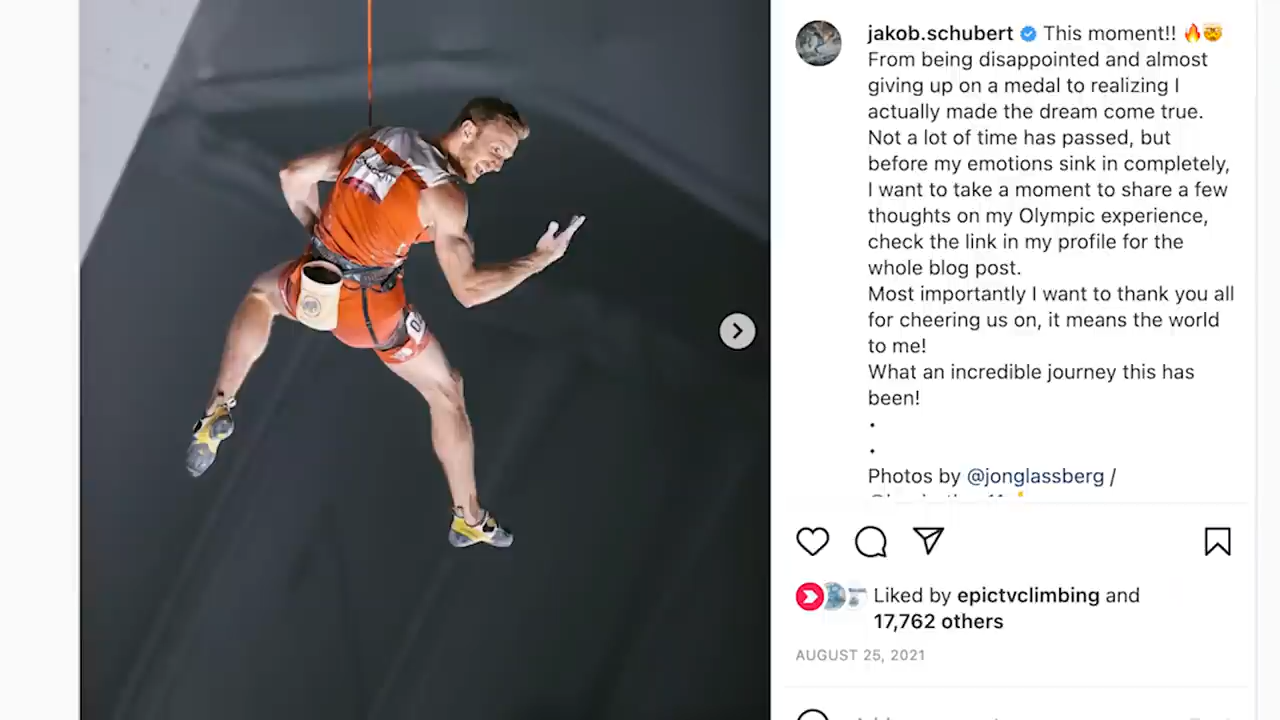 jakob.schubert This moment!! 🔥🤯
From being disappointed and almost
giving up on a medal to realizing I
actually made the dream come true.
Not a lot of time has passed, but
before my emotions sink in completely,
I want to take a moment to share a few
thoughts on my Olympic experience,
check the link in my profile for the
whole blog post.
Most importantly I want to thank you all
for cheering us on, it means the world
to me!
What an incredible journey this has
been!
.
.
Photos by @jonglassberg /
Liked by epictvclimbing and
17,762 others
AUGUST 25, 2021